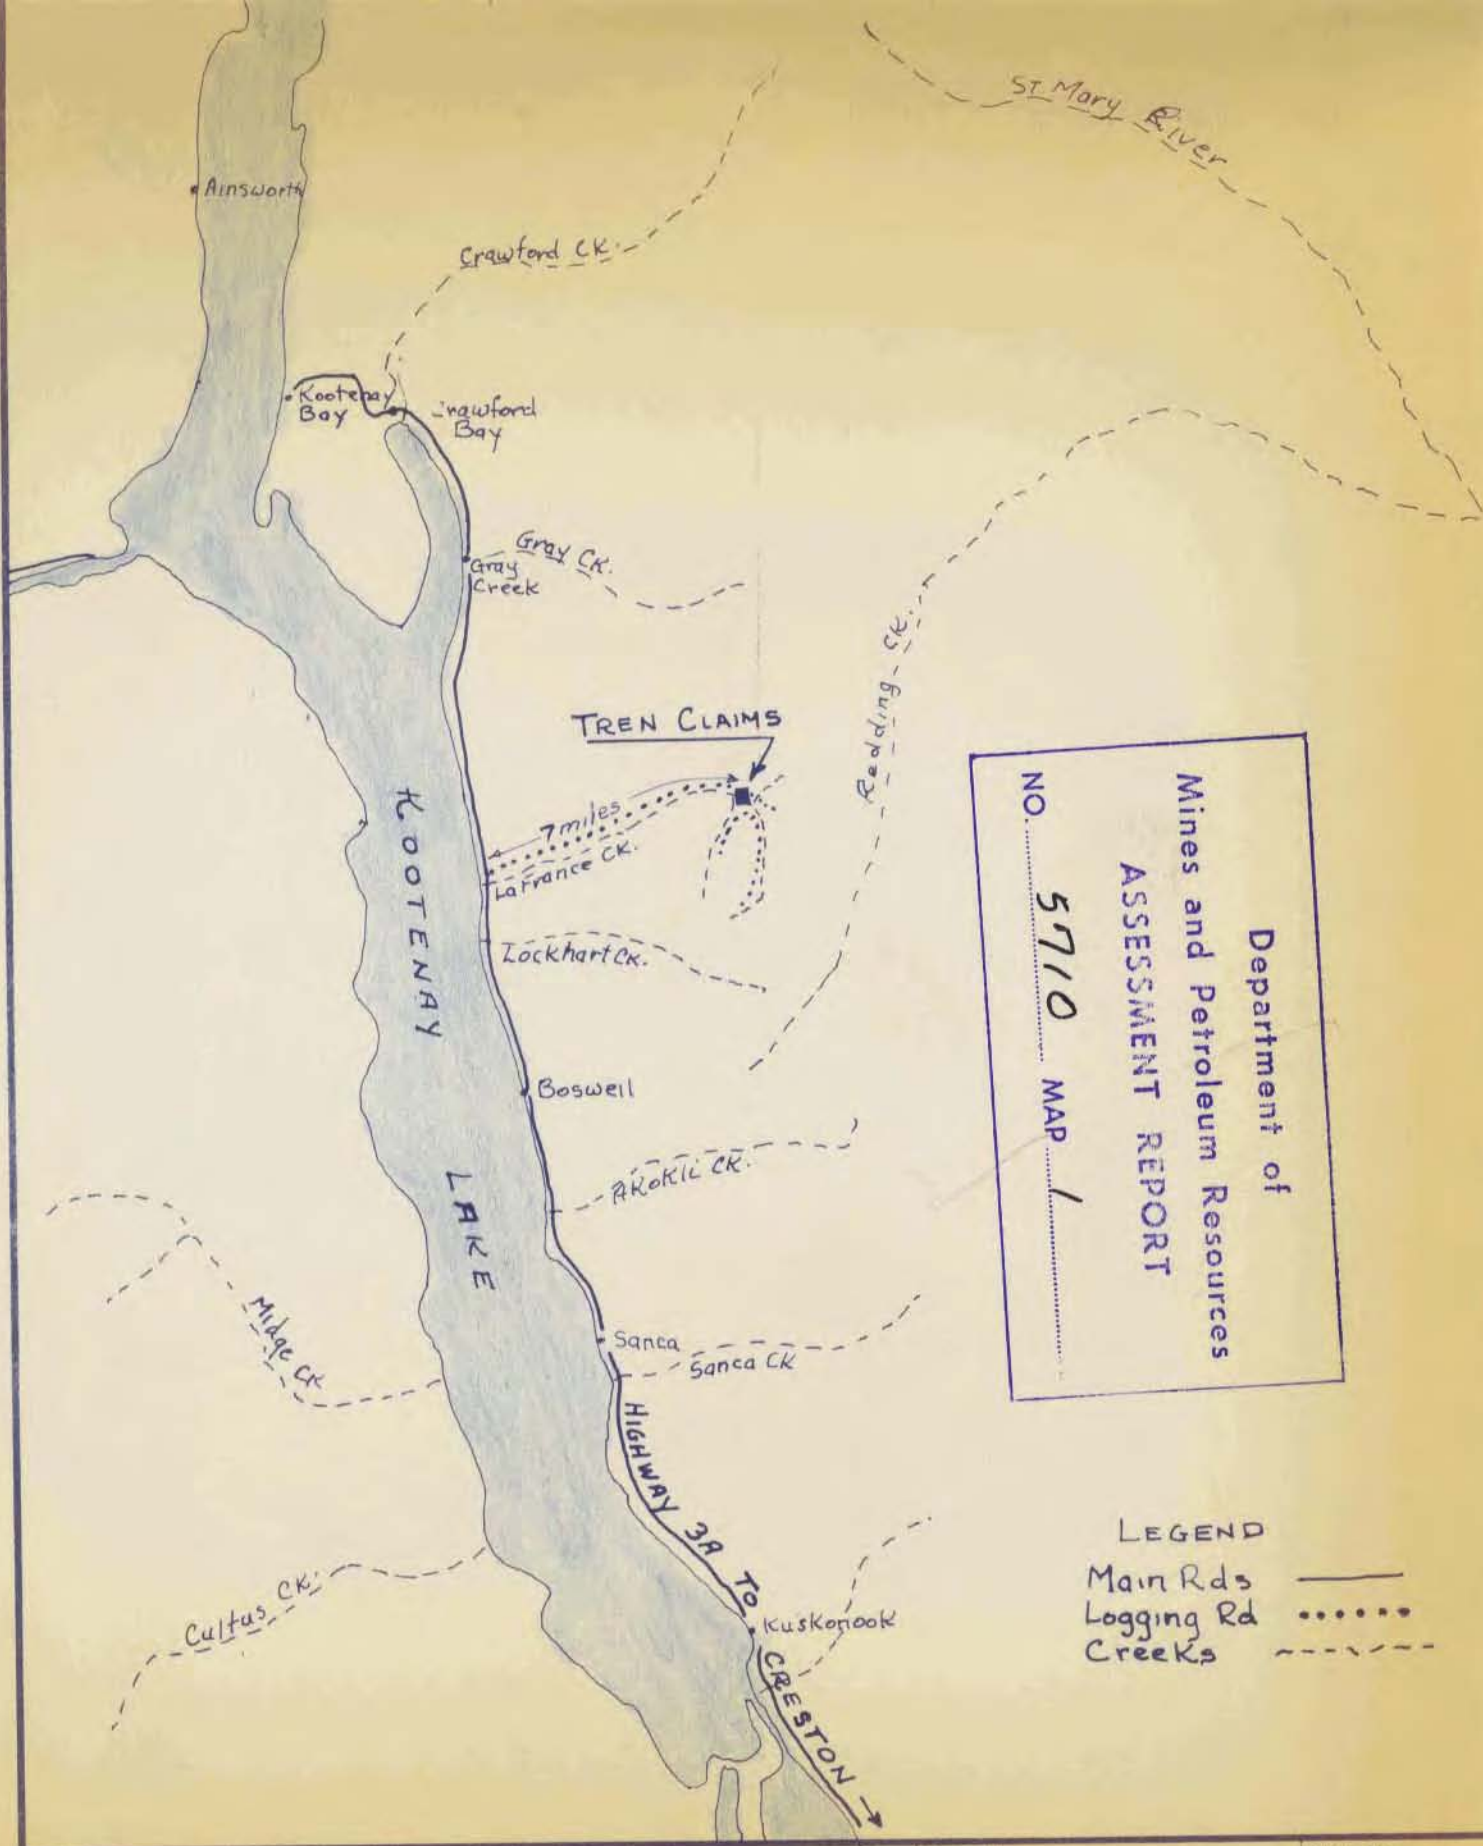 St. Mary River
Ainsworth
Crawford CK.
Kootenay
Bay
Crawford
Bay
Gray CK.
Gray
Creek
TREN CLAIMS
Redding CK.
7 miles
Lafrance CK.
KOOTENAY
LAKE
Lockhart CK.
Boswell
Akokli CK.
Midge CK
Sanca
Sanca CK
HIGHWAY 3A TO CRESTON
Cultus CK.
Kuskonook
Department of
Mines and Petroleum Resources
ASSESSMENT REPORT
NO. 5710 MAP 1
LEGEND
Main Rds
Logging Rd
Creeks